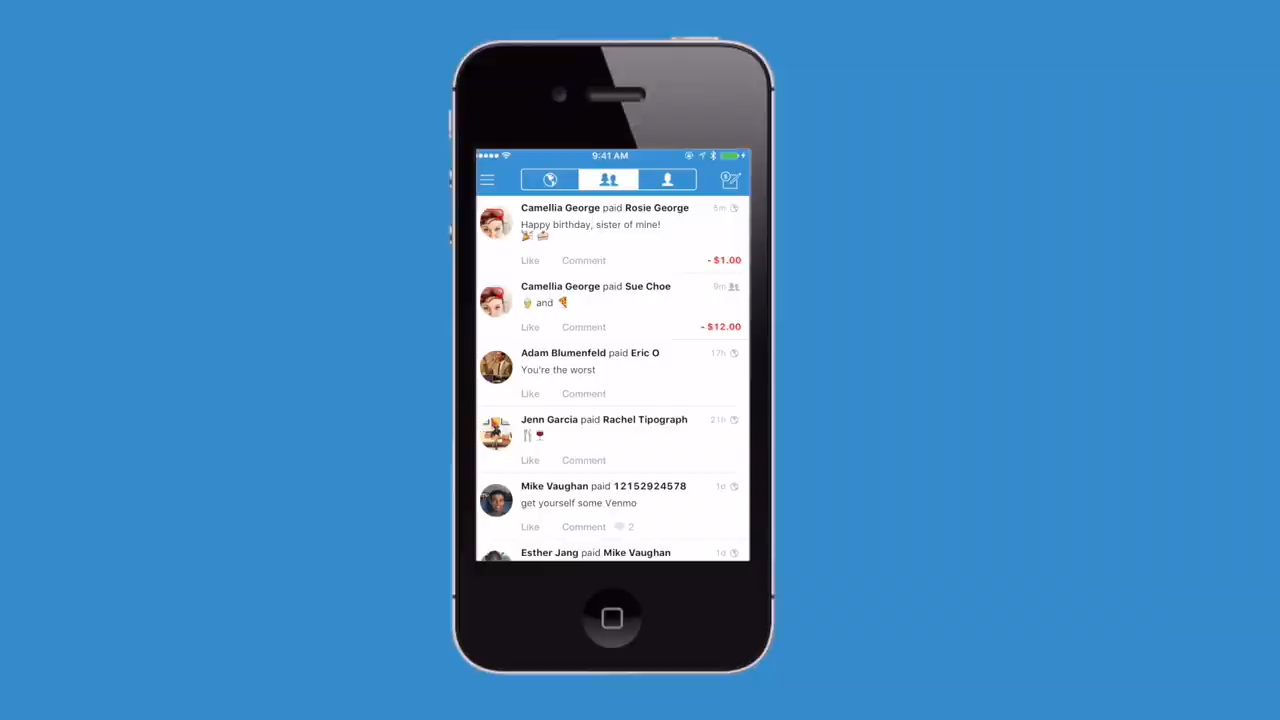 9:41 AM
Camellia George paid Rosie George 5m
Happy birthday, sister of mine!
🎉 🍰
Like Comment - $1.00
Camellia George paid Sue Choe 9m
🍺 and 🍕
Like Comment - $12.00
Adam Blumenfeld paid Eric O 17h
You're the worst
Like Comment
Jenn Garcia paid Rachel Tipograph 21h
🍴🍷
Like Comment
Mike Vaughan paid 12152924578 1d
get yourself some Venmo
Like Comment 2
Esther Jang paid Mike Vaughan 1d